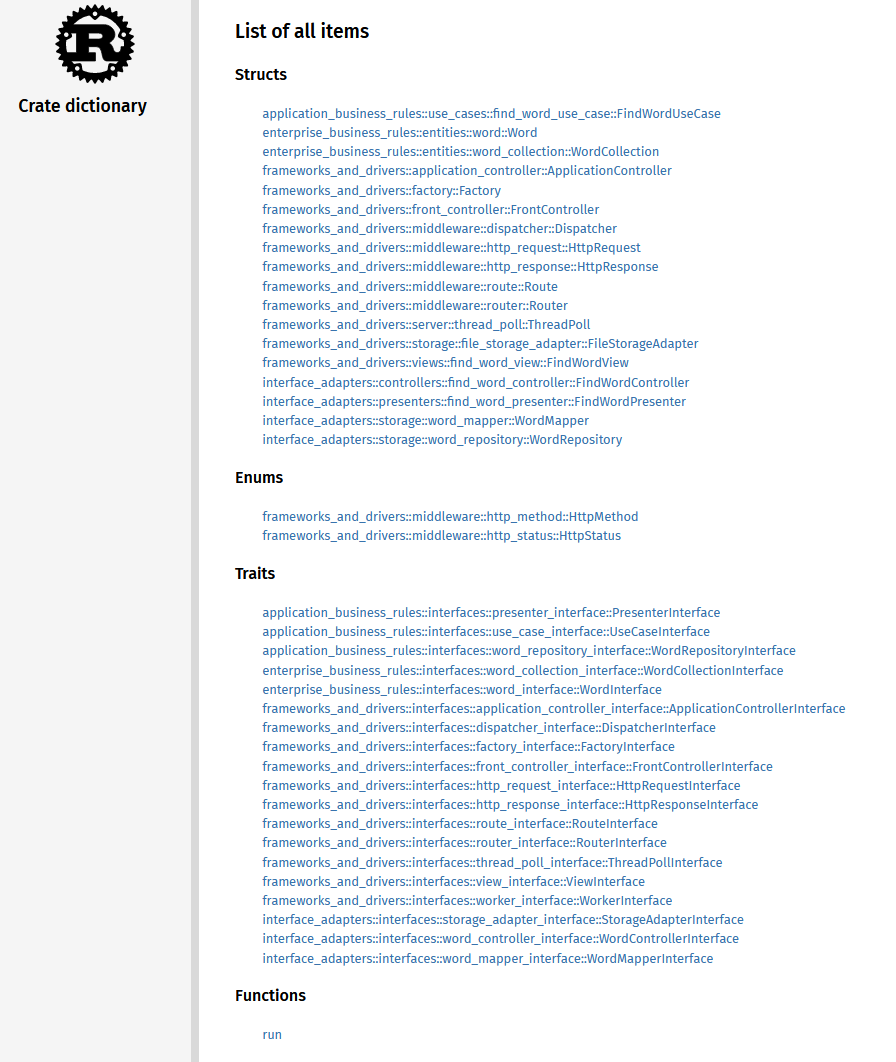 R
Crate dictionary
List of all items
Structs
application_business_rules::use_cases::find_word_use_case::FindWordUseCase
enterprise_business_rules::entities::word::Word
enterprise_business_rules::entities::word_collection::WordCollection
frameworks_and_drivers::application_controller::ApplicationController
frameworks_and_drivers::factory::Factory
frameworks_and_drivers::front_controller::FrontController
frameworks_and_drivers::middleware::dispatcher::Dispatcher
frameworks_and_drivers::middleware::http_request::HttpRequest
frameworks_and_drivers::middleware::http_response::HttpResponse
frameworks_and_drivers::middleware::route::Route
frameworks_and_drivers::middleware::router::Router
frameworks_and_drivers::server::thread_poll::ThreadPoll
frameworks_and_drivers::storage::file_storage_adapter::FileStorageAdapter
frameworks_and_drivers::views::find_word_view::FindWordView
interface_adapters::controllers::find_word_controller::FindWordController
interface_adapters::presenters::find_word_presenter::FindWordPresenter
interface_adapters::storage::word_mapper::WordMapper
interface_adapters::storage::word_repository::WordRepository
Enums
frameworks_and_drivers::middleware::http_method::HttpMethod
frameworks_and_drivers::middleware::http_status::HttpStatus
Traits
application_business_rules::interfaces::presenter_interface::PresenterInterface
application_business_rules::interfaces::use_case_interface::UseCaseInterface
application_business_rules::interfaces::word_repository_interface::WordRepositoryInterface
enterprise_business_rules::interfaces::word_collection_interface::WordCollectionInterface
enterprise_business_rules::interfaces::word_interface::WordInterface
frameworks_and_drivers::interfaces::application_controller_interface::ApplicationControllerInterface
frameworks_and_drivers::interfaces::dispatcher_interface::DispatcherInterface
frameworks_and_drivers::interfaces::factory_interface::FactoryInterface
frameworks_and_drivers::interfaces::front_controller_interface::FrontControllerInterface
frameworks_and_drivers::interfaces::http_request_interface::HttpRequestInterface
frameworks_and_drivers::interfaces::http_response_interface::HttpResponseInterface
frameworks_and_drivers::interfaces::route_interface::RouteInterface
frameworks_and_drivers::interfaces::router_interface::RouterInterface
frameworks_and_drivers::interfaces::thread_poll_interface::ThreadPollInterface
frameworks_and_drivers::interfaces::view_interface::ViewInterface
frameworks_and_drivers::interfaces::worker_interface::WorkerInterface
interface_adapters::interfaces::storage_adapter_interface::StorageAdapterInterface
interface_adapters::interfaces::word_controller_interface::WordControllerInterface
interface_adapters::interfaces::word_mapper_interface::WordMapperInterface
Functions
run